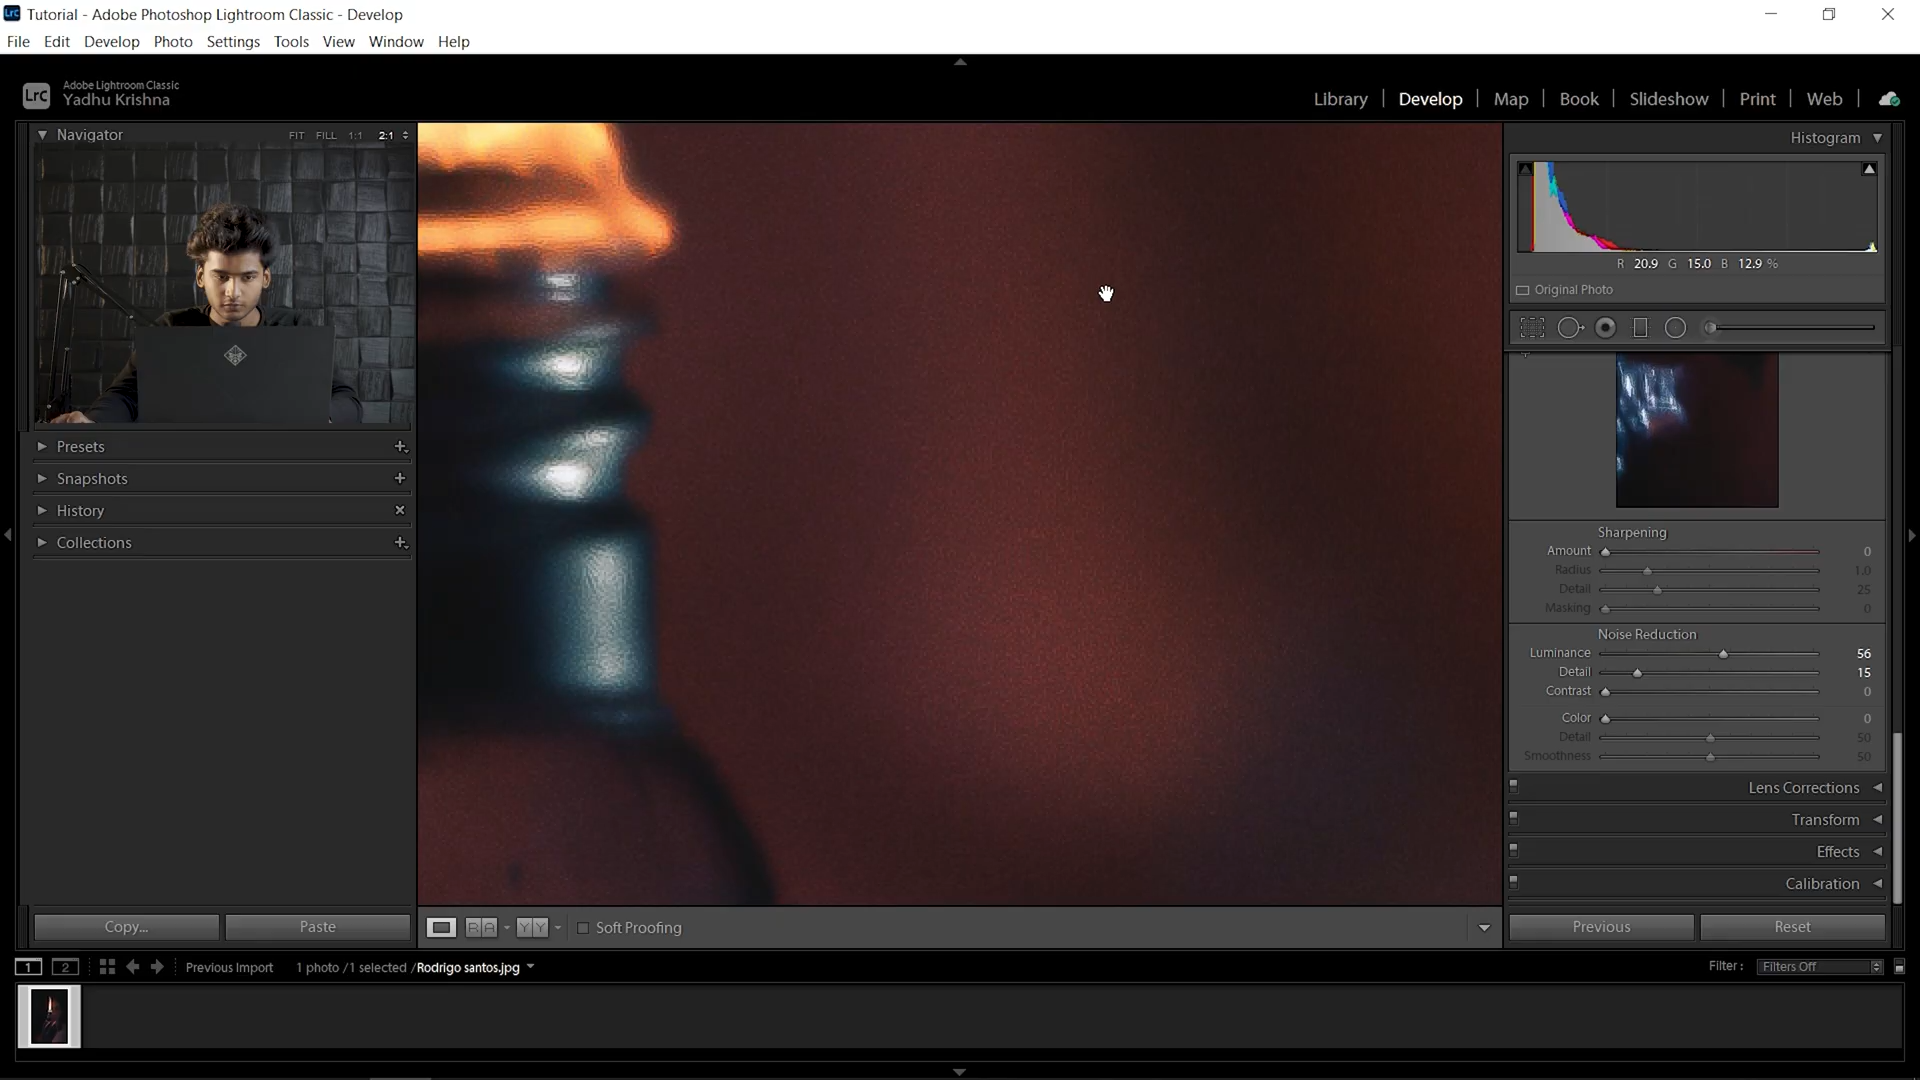 Tutorial - Adobe Photoshop Lightroom Classic - Develop
File Edit Develop Photo Settings Tools View Window Help
LrC
Adobe Lightroom Classic
Yadhu Krishna
Library Develop Map Book Slideshow Print Web
Navigator FIT FILL 1:1 2:1
Histogram
R 20.9 G 15.0 B 12.9 %
Original Photo
Presets
Snapshots
History
Collections
Sharpening
Amount 0
Radius 1.0
Detail 25
Masking 0
Noise Reduction
Luminance 56
Detail 15
Contrast 0
Color 0
Detail 50
Smoothness 50
Lens Corrections
Transform
Effects
Calibration
Copy... Paste
R A Y Y Soft Proofing
Previous Reset
1 2 Previous Import 1 photo /1 selected /Rodrigo santos.jpg
Filter : Filters Off